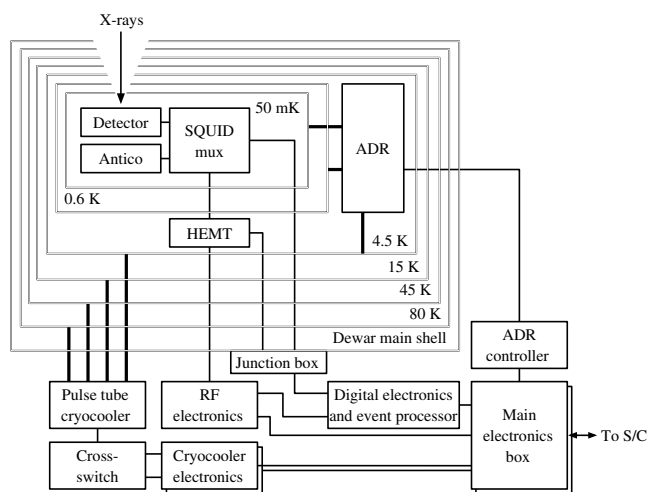 X-rays
50 mK
Detector
SQUID
mux
Antico
ADR
0.6 K
HEMT
4.5 K
15 K
45 K
80 K
Dewar main shell
Junction box
ADR
controller
Pulse tube
cryocooler
RF
electronics
Digital electronics
and event processor
Main
electronics
box
To S/C
Cross-
switch
Cryocooler
electronics